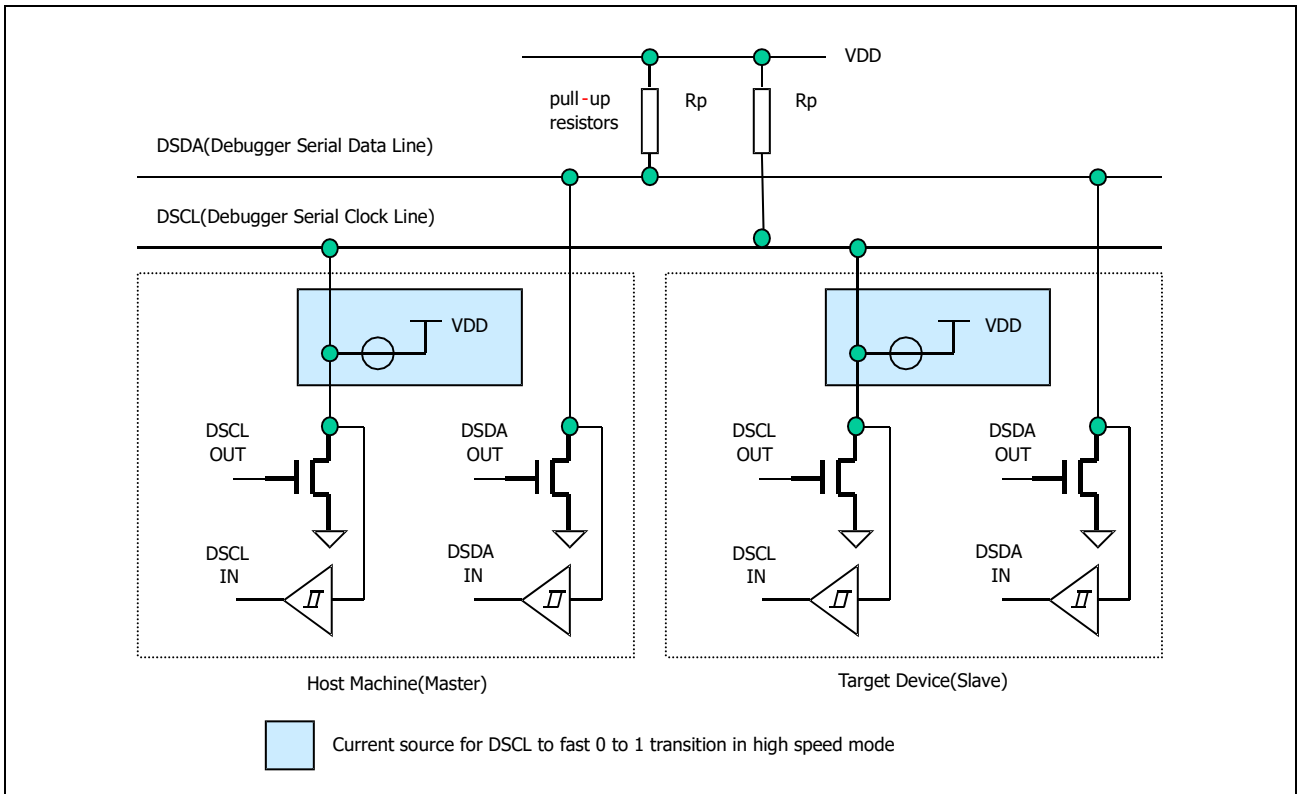 VDD
pull-up
resistors
Rp
Rp
DSDA(Debugger Serial Data Line)
DSCL(Debugger Serial Clock Line)
VDD
VDD
DSCL
OUT
DSDA
OUT
DSCL
OUT
DSDA
OUT
DSCL
IN
DSDA
IN
DSCL
IN
DSDA
IN
Host Machine(Master)
Target Device(Slave)
Current source for DSCL to fast 0 to 1 transition in high speed mode